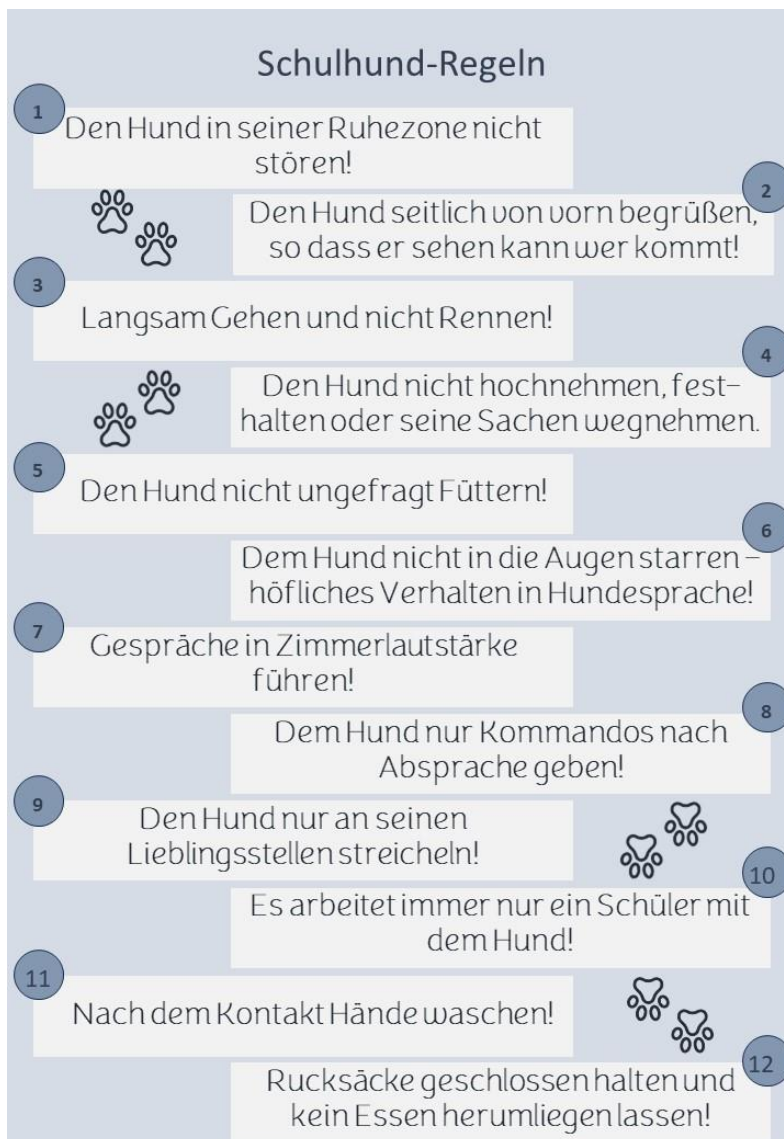 Schulhund-Regeln
1
Den Hund in seiner Ruhezone nicht
stören!
2
Den Hund seitlich von vorn begrüßen,
so dass er sehen kann wer kommt!
3
Langsam Gehen und nicht Rennen!
4
Den Hund nicht hochnehmen, fest-
halten oder seine Sachen wegnehmen.
5
Den Hund nicht ungefragt Füttern!
6
Dem Hund nicht in die Augen starren –
höfliches Verhalten in Hundesprache!
7
Gespräche in Zimmerlautstärke
führen!
8
Dem Hund nur Kommandos nach
Absprache geben!
9
Den Hund nur an seinen
Lieblingsstellen streicheln!
10
Es arbeitet immer nur ein Schüler mit
dem Hund!
11
Nach dem Kontakt Hände waschen!
12
Rucksäcke geschlossen halten und
kein Essen herumliegen lassen!